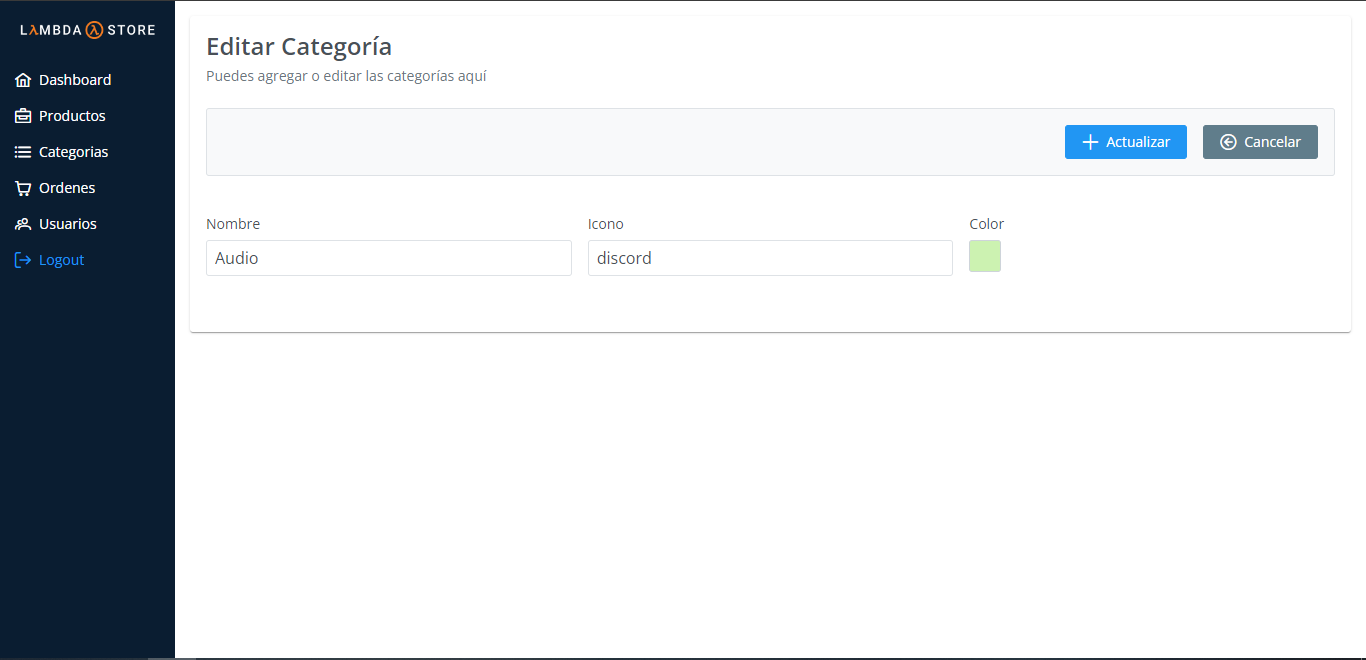 LλMBDA λ STORE
Dashboard
Productos
Categorias
Ordenes
Usuarios
Logout
Editar Categoría
Puedes agregar o editar las categorías aquí
Actualizar
Cancelar
Nombre
Icono
Color
Audio
discord